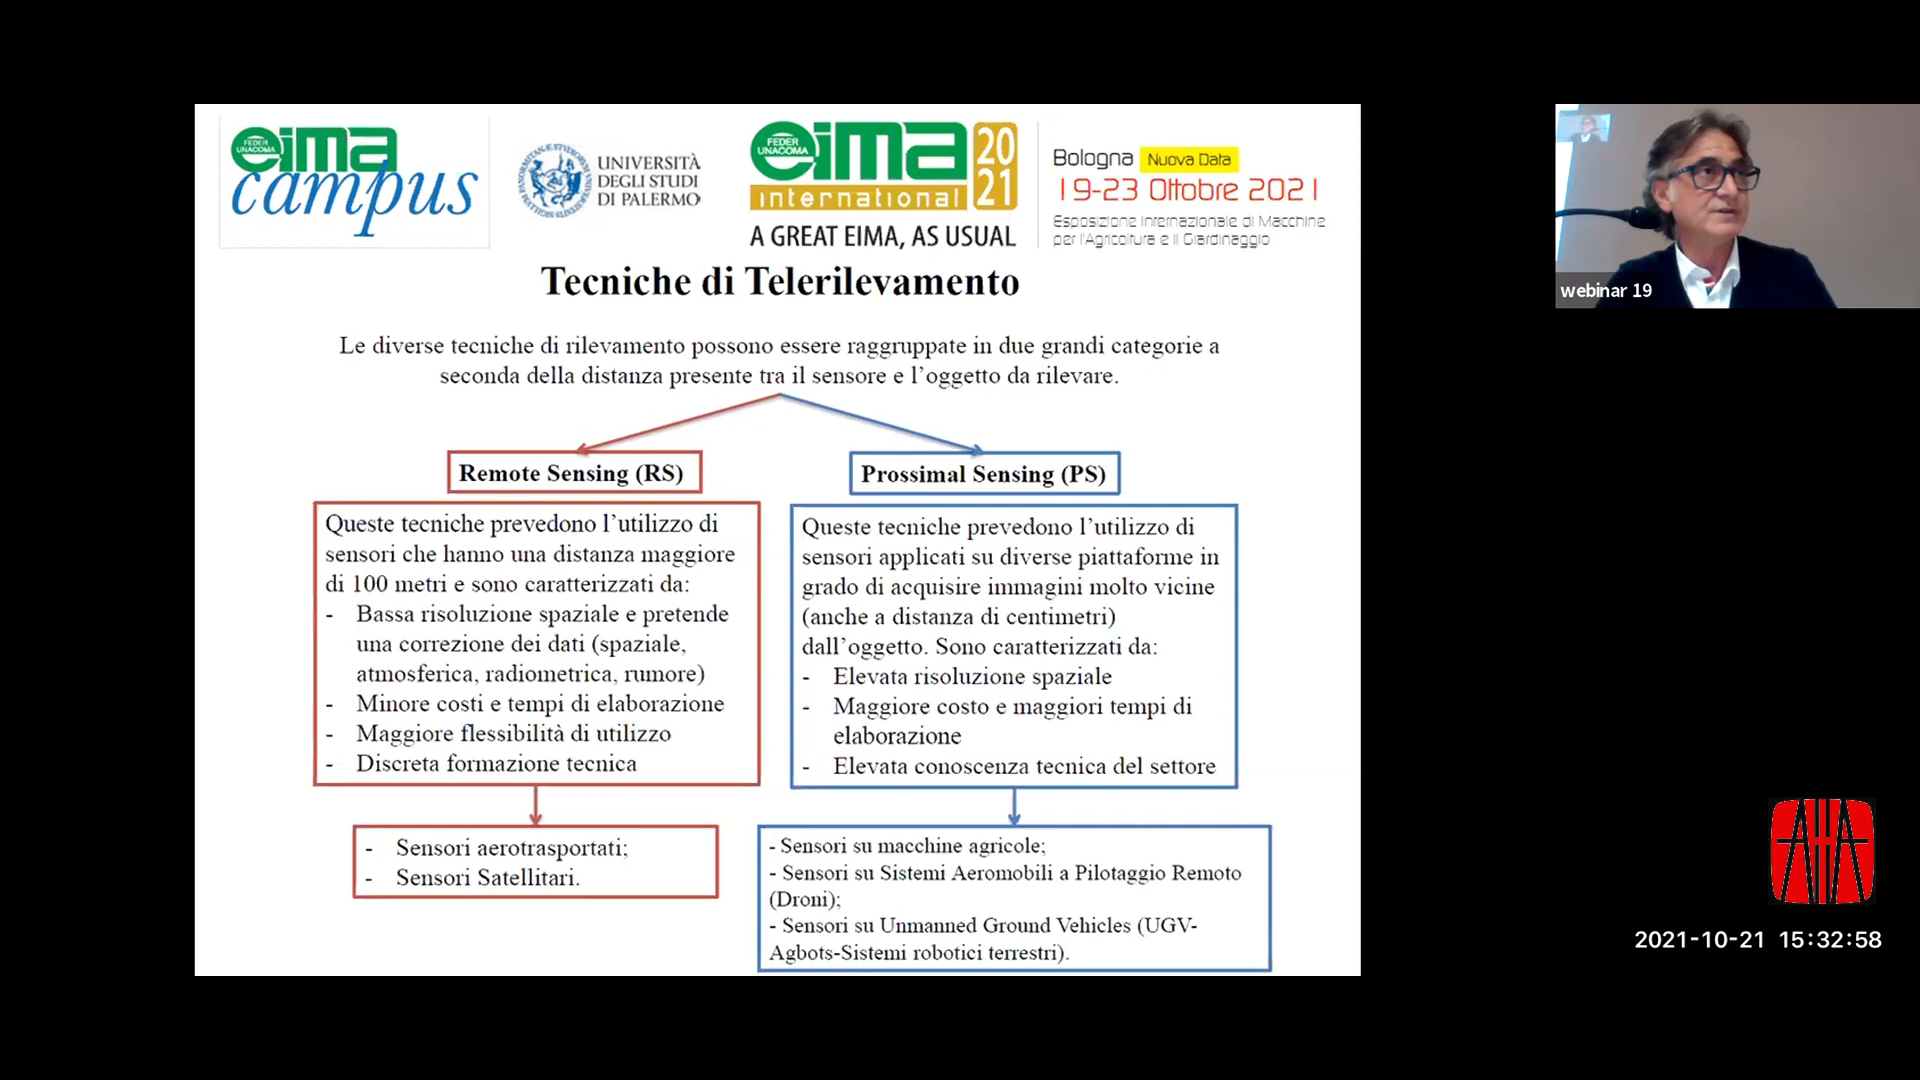 FEDER
UNACOMA
eima
campus
UNIVERSITÀ
DEGLI STUDI
DI PALERMO
FEDER
UNACOMA
eima
international
20
21
A GREAT EIMA, AS USUAL
Bologna Nuova Data
19-23 Ottobre 2021
Esposizione Internazionale di Macchine
per l'Agricoltura e il Giardinaggio
Tecniche di Telerilevamento
Le diverse tecniche di rilevamento possono essere raggruppate in due grandi categorie a
seconda della distanza presente tra il sensore e l'oggetto da rilevare.
Remote Sensing (RS)
Queste tecniche prevedono l'utilizzo di
sensori che hanno una distanza maggiore
di 100 metri e sono caratterizzati da:
- Bassa risoluzione spaziale e pretende
una correzione dei dati (spaziale,
atmosferica, radiometrica, rumore)
- Minore costi e tempi di elaborazione
- Maggiore flessibilità di utilizzo
- Discreta formazione tecnica
- Sensori aerotrasportati;
- Sensori Satellitari.
Prossimal Sensing (PS)
Queste tecniche prevedono l'utilizzo di
sensori applicati su diverse piattaforme in
grado di acquisire immagini molto vicine
(anche a distanza di centimetri)
dall'oggetto. Sono caratterizzati da:
- Elevata risoluzione spaziale
- Maggiore costo e maggiori tempi di
elaborazione
- Elevata conoscenza tecnica del settore
- Sensori su macchine agricole;
- Sensori su Sistemi Aeromobili a Pilotaggio Remoto
(Droni);
- Sensori su Unmanned Ground Vehicles (UGV-
Agbots-Sistemi robotici terrestri).
webinar 19
2021-10-21 15:32:58